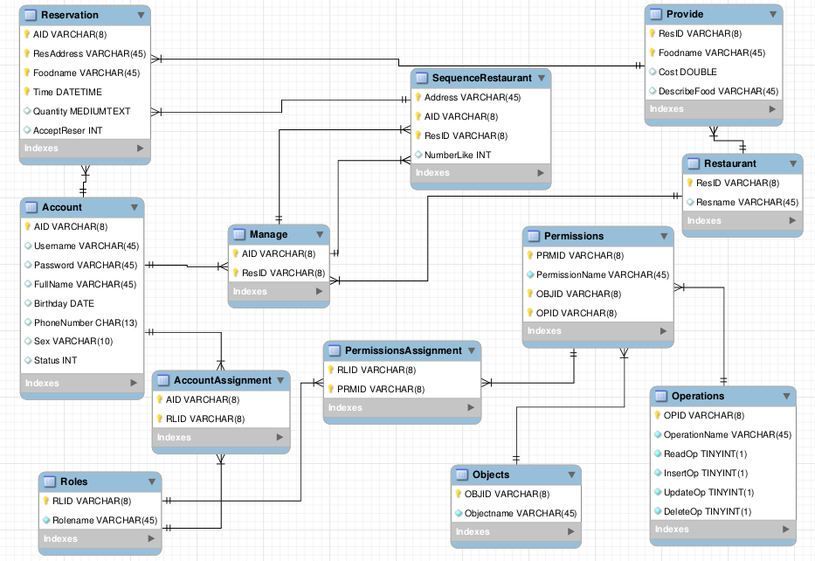 Reservation
AID VARCHAR(8)
ResAddress VARCHAR(45)
Foodname VARCHAR(45)
Time DATETIME
Quantity MEDIUMTEXT
AcceptReser INT
Indexes
Provide
ResID VARCHAR(8)
Foodname VARCHAR(45)
Cost DOUBLE
DescribeFood VARCHAR(45)
Indexes
SequenceRestaurant
Address VARCHAR(45)
AID VARCHAR(8)
ResID VARCHAR(8)
NumberLike INT
Indexes
Restaurant
ResID VARCHAR(8)
Resname VARCHAR(45)
Indexes
Account
AID VARCHAR(8)
Username VARCHAR(45)
Password VARCHAR(45)
FullName VARCHAR(45)
Birthday DATE
PhoneNumber CHAR(13)
Sex VARCHAR(10)
Status INT
Indexes
Manage
AID VARCHAR(8)
ResID VARCHAR(8)
Indexes
Permissions
PRMID VARCHAR(8)
PermissionName VARCHAR(45)
OBJID VARCHAR(8)
OPID VARCHAR(8)
Indexes
PermissionsAssignment
RLID VARCHAR(8)
PRMID VARCHAR(8)
Indexes
AccountAssignment
AID VARCHAR(8)
RLID VARCHAR(8)
Indexes
Operations
OPID VARCHAR(8)
OperationName VARCHAR(45)
ReadOp TINYINT(1)
InsertOp TINYINT(1)
UpdateOp TINYINT(1)
DeleteOp TINYINT(1)
Indexes
Roles
RLID VARCHAR(8)
Rolename VARCHAR(45)
Indexes
Objects
OBJID VARCHAR(8)
Objectname VARCHAR(45)
Indexes